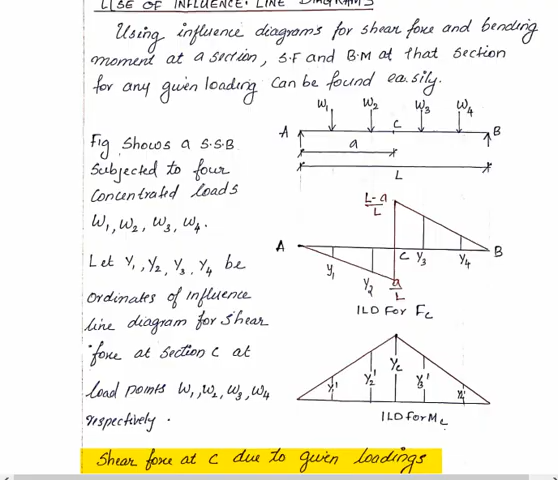 USE OF INFLUENCE LINE DIAGRAMS
Using influence diagrams for shear force and bending
moment at a section, S.F and B.M at that section
for any given loading can be found easily.
Fig shows a S.S.B
subjected to four
concentrated loads
W1, W2, W3, W4.
Let Y1, Y2, Y3, Y4 be
ordinates of influence
line diagram for shear
force at section C at
load points W1, W2, W3, W4
respectively.
W1 W2 W3 W4
A C B
a
L
L-a
L
A C B
Y1 Y2 Y3 Y4
a
L
ILD FOR FC
Y1' Y2' YC Y3' Y4'
ILD for MC
Shear force at C due to given loadings